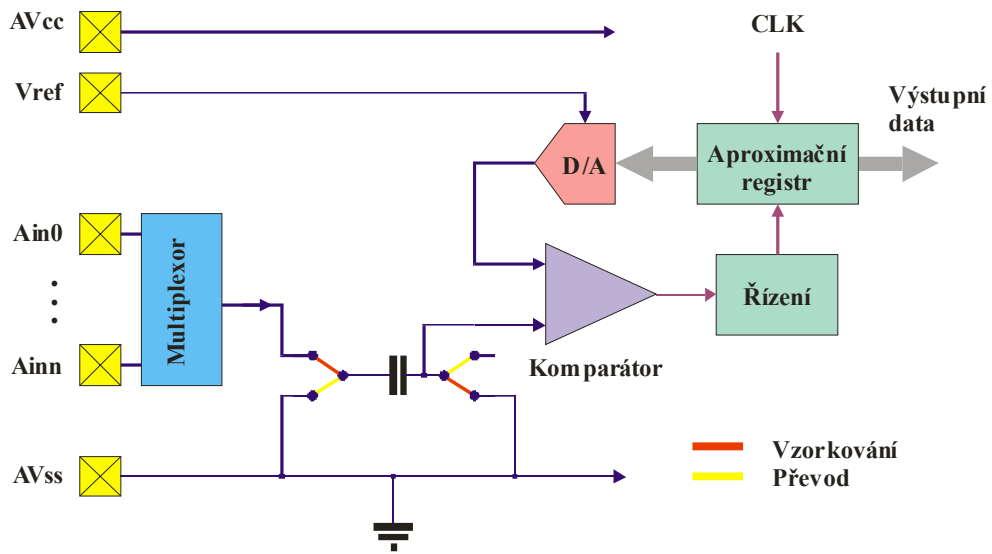 AVcc
CLK
Vref
Výstupní
data
D/A
Aproximační
registr
Ain0
Multiplexor
Řízení
Ainn
Komparátor
Vzorkování
AVss
Převod